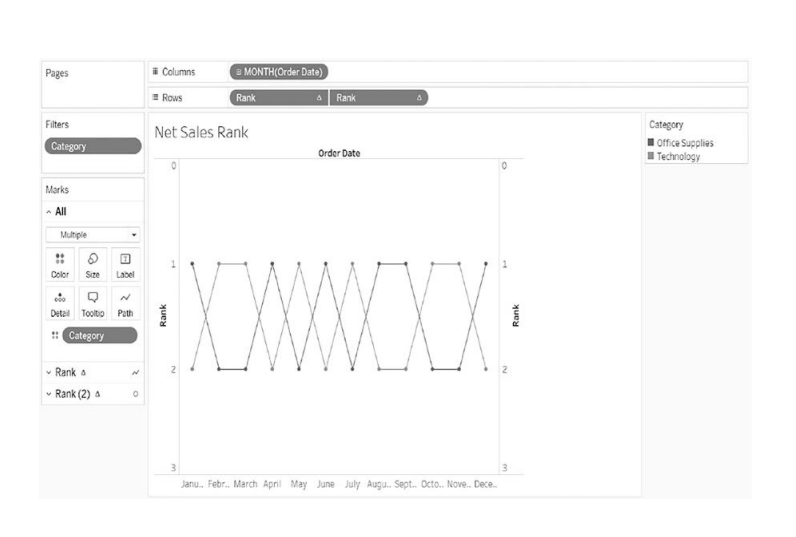 Pages
Columns
MONTH(Order Date)
Rows
Rank
Rank
Filters
Category
Marks
All
Multiple
Color
Size
Label
Detail
Tooltip
Path
Category
Rank
Rank (2)
Net Sales Rank
Order Date
0
1
2
3
Rank
0
1
2
3
Rank
Janu.. Febr.. March April May June July Augu.. Sept.. Octo.. Nove.. Dece..
Category
Office Supplies
Technology